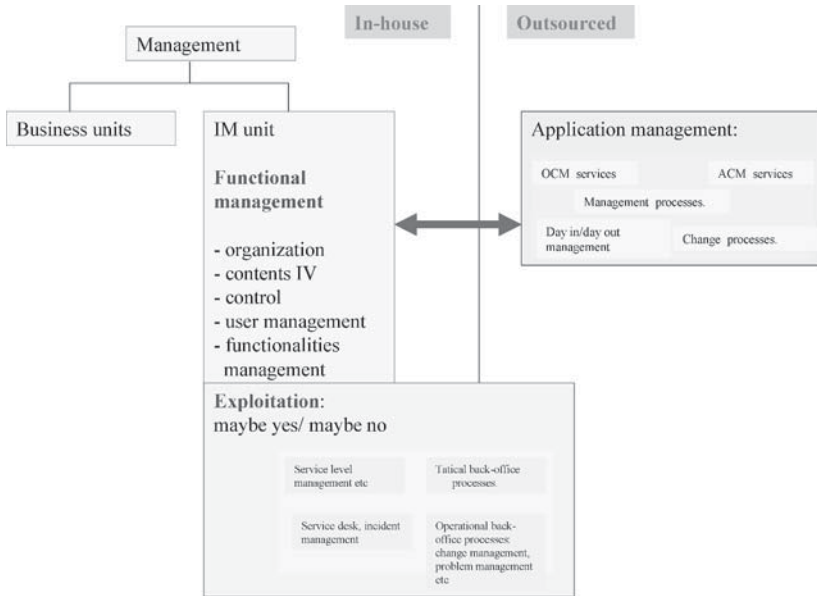 In-house
Outsourced
Management
Business units
IM unit
Functional
management
- organization
- contents IV
- control
- user management
- functionalities
management
Application management:
OCM services
ACM services
Management processes.
Day in/day out
management
Change processes.
Exploitation:
maybe yes/ maybe no
Service level
management etc
Tatical back-office
processes.
Service desk, incident
management
Operational back-
office processes:
change management,
problem management
etc